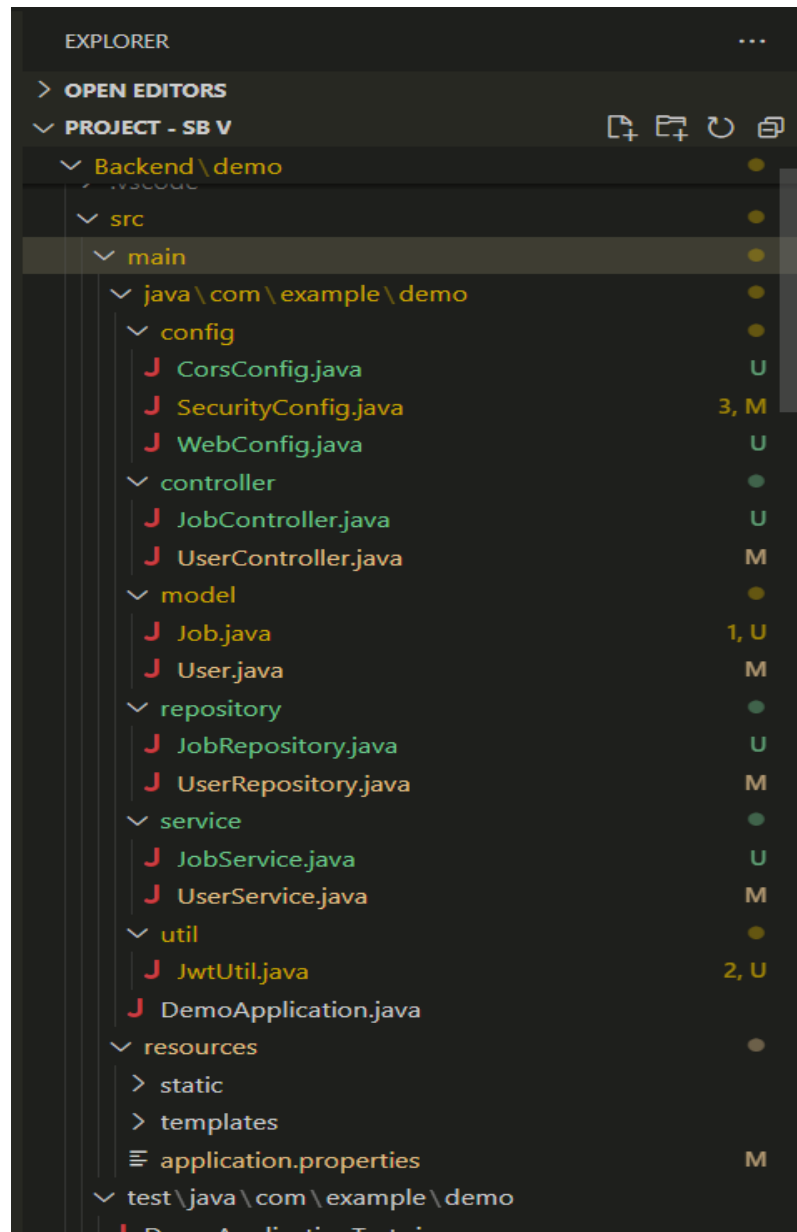 EXPLORER ...
OPEN EDITORS
PROJECT - SB V
Backend\demo
.vscode
src
main
java\com\example\demo
config
CorsConfig.java U
SecurityConfig.java 3, M
WebConfig.java U
controller
JobController.java U
UserController.java M
model
Job.java 1, U
User.java M
repository
JobRepository.java U
UserRepository.java M
service
JobService.java U
UserService.java M
util
JwtUtil.java 2, U
DemoApplication.java
resources
static
templates
application.properties M
test\java\com\example\demo